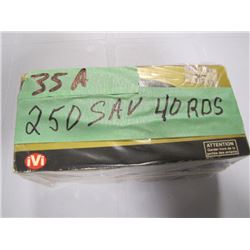 35A
250 SAV 40 RDS
iVi
ATTENTION